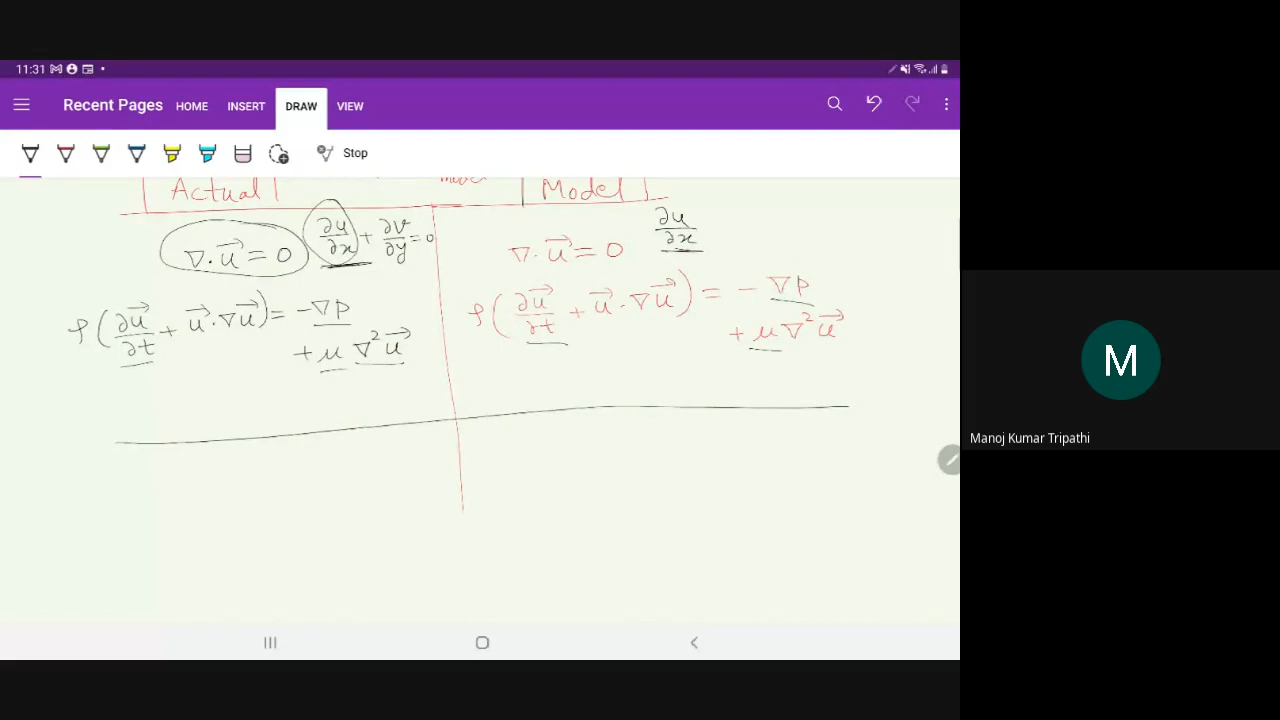 11:31
Recent Pages HOME INSERT DRAW VIEW
Stop
Actual
Model
∇·u⃗ = 0 ∂u/∂x + ∂v/∂y = 0
ρ(∂u⃗/∂t + u⃗·∇u⃗) = -∇p
+ μ ∇²u⃗
∇·u⃗ = 0 ∂u/∂x
ρ(∂u⃗/∂t + u⃗·∇u⃗) = -∇p
+ μ∇²u⃗
M
Manoj Kumar Tripathi